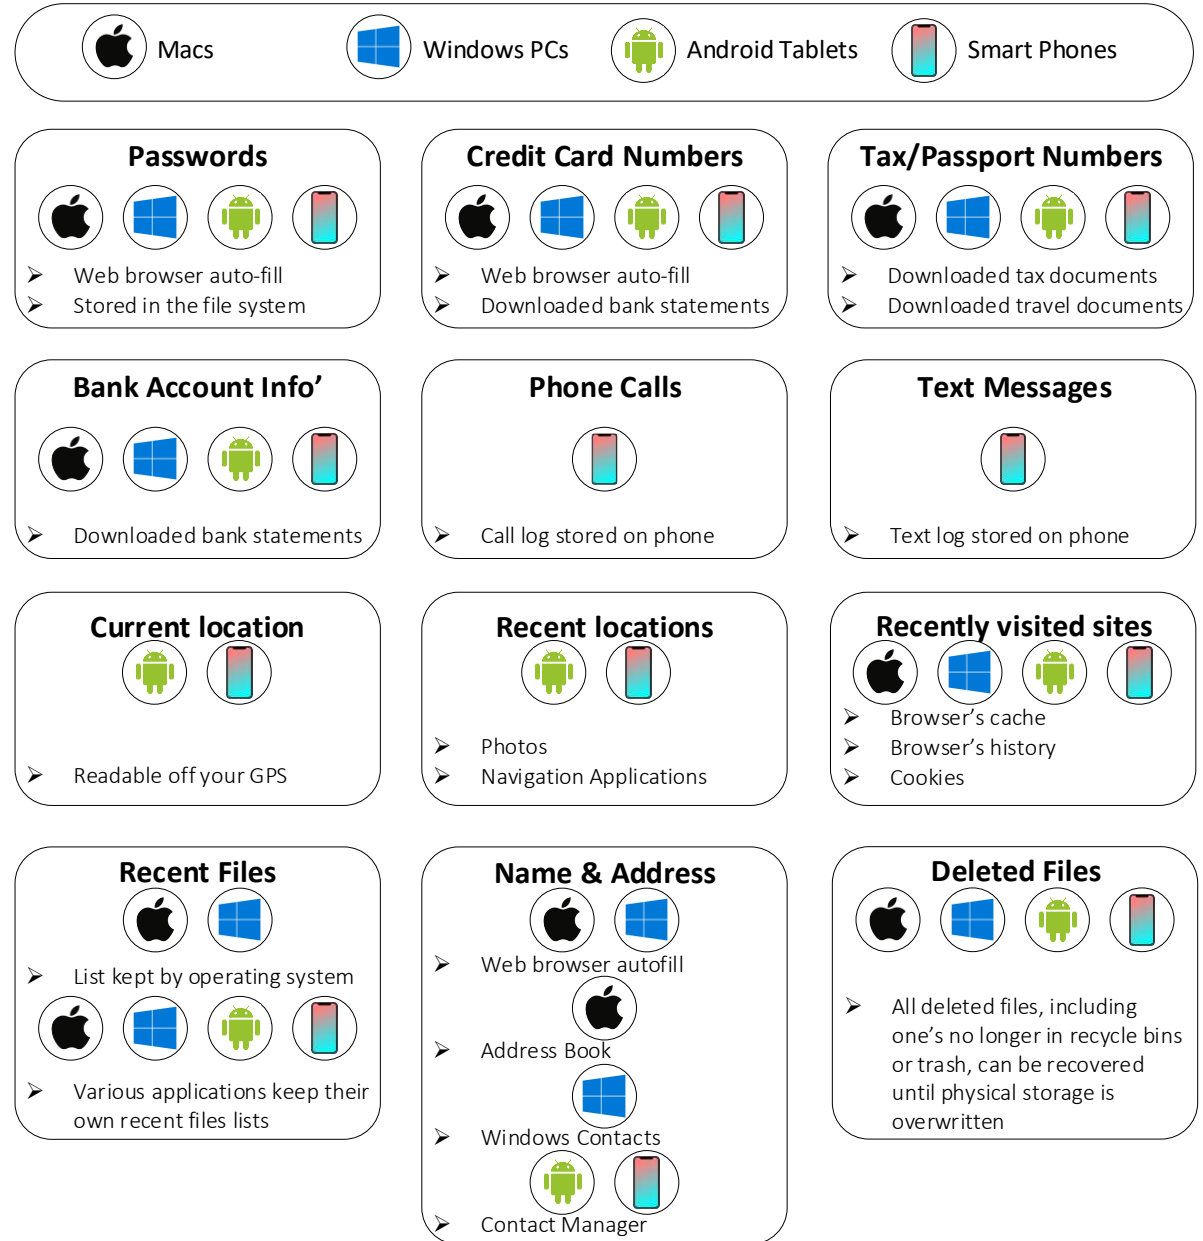 Macs
Windows PCs
Android Tablets
Smart Phones
Passwords
➢ Web browser auto-fill
➢ Stored in the file system
Credit Card Numbers
➢ Web browser auto-fill
➢ Downloaded bank statements
Tax/Passport Numbers
➢ Downloaded tax documents
➢ Downloaded travel documents
Bank Account Info’
➢ Downloaded bank statements
Phone Calls
➢ Call log stored on phone
Text Messages
➢ Text log stored on phone
Current location
➢ Readable off your GPS
Recent locations
➢ Photos
➢ Navigation Applications
Recently visited sites
➢ Browser’s cache
➢ Browser’s history
➢ Cookies
Recent Files
➢ List kept by operating system
➢ Various applications keep their
own recent files lists
Name & Address
➢ Web browser autofill
➢ Address Book
➢ Windows Contacts
➢ Contact Manager
Deleted Files
➢ All deleted files, including
one’s no longer in recycle bins
or trash, can be recovered
until physical storage is
overwritten